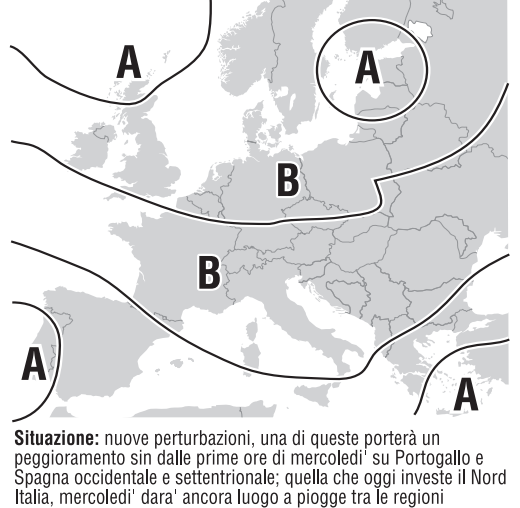 A
A
B
B
A
A
Situazione: nuove perturbazioni, una di queste porterà un
peggioramento sin dalle prime ore di mercoledi' su Portogallo e
Spagna occidentale e settentrionale; quella che oggi investe il Nord
Italia, mercoledi' dara' ancora luogo a piogge tra le regioni